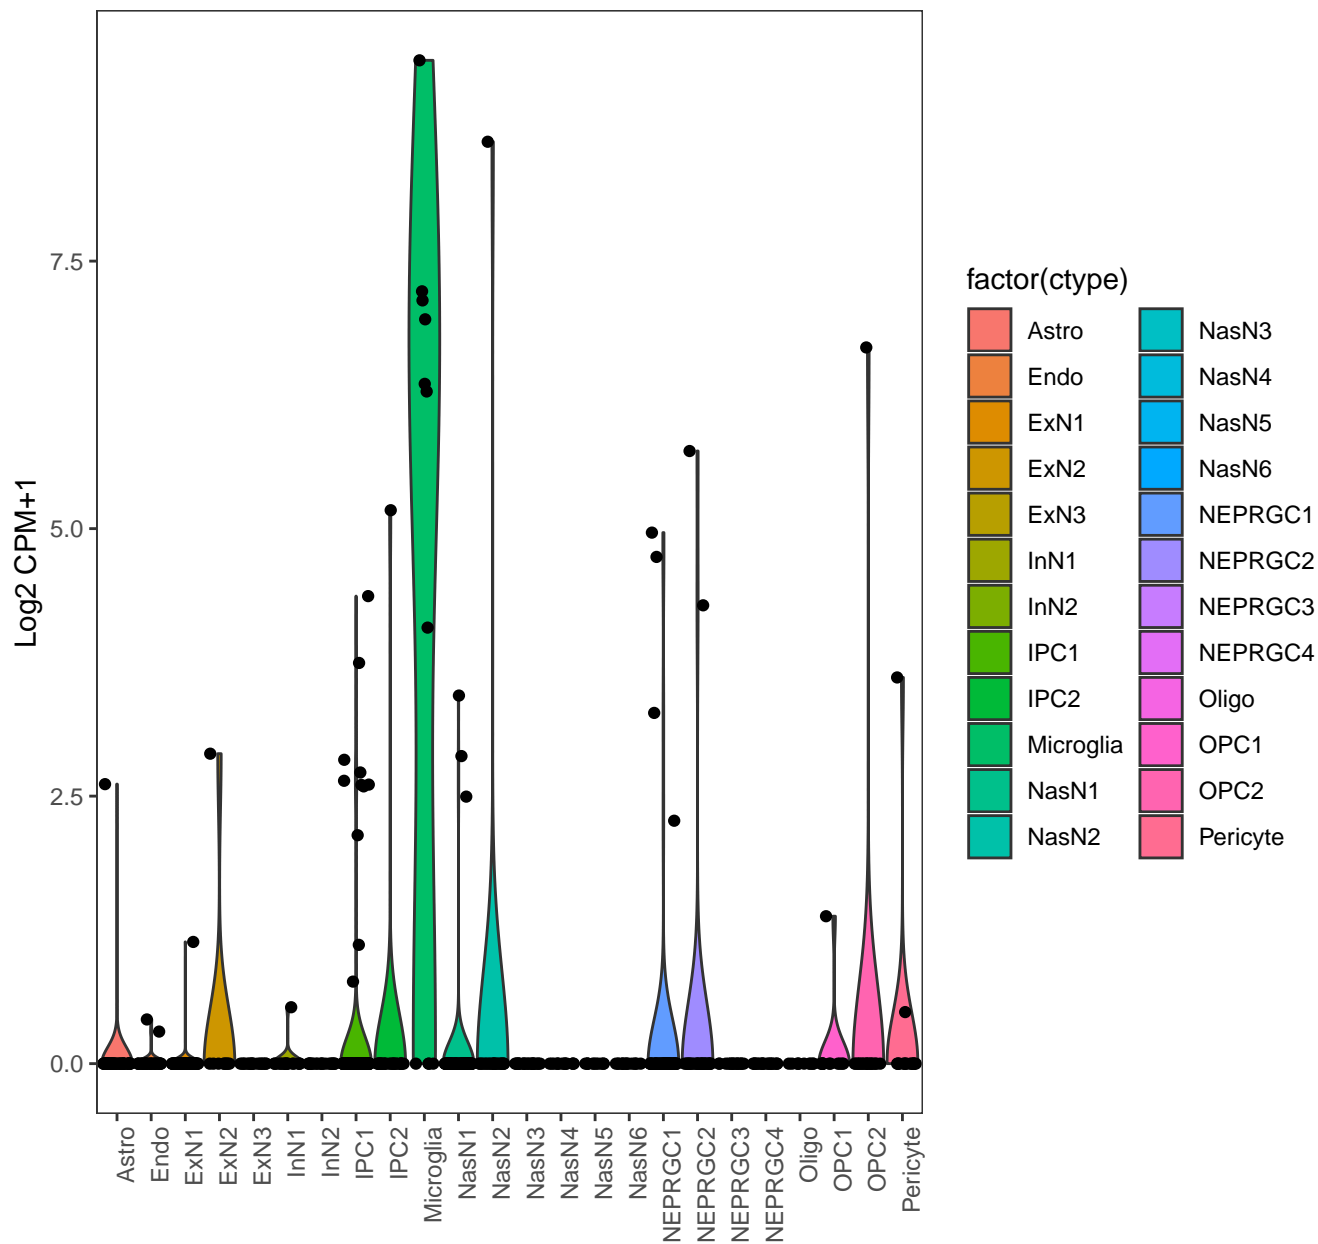 Log2 CPM+1
7.5
5.0
2.5
0.0
Astro
Endo
ExN1
ExN2
ExN3
InN1
InN2
IPC1
IPC2
Microglia
NasN1
NasN2
NasN3
NasN4
NasN5
NasN6
NEPRGC1
NEPRGC2
NEPRGC3
NEPRGC4
Oligo
OPC1
OPC2
Pericyte
factor(ctype)
Astro
Endo
ExN1
ExN2
ExN3
InN1
InN2
IPC1
IPC2
Microglia
NasN1
NasN2
NasN3
NasN4
NasN5
NasN6
NEPRGC1
NEPRGC2
NEPRGC3
NEPRGC4
Oligo
OPC1
OPC2
Pericyte